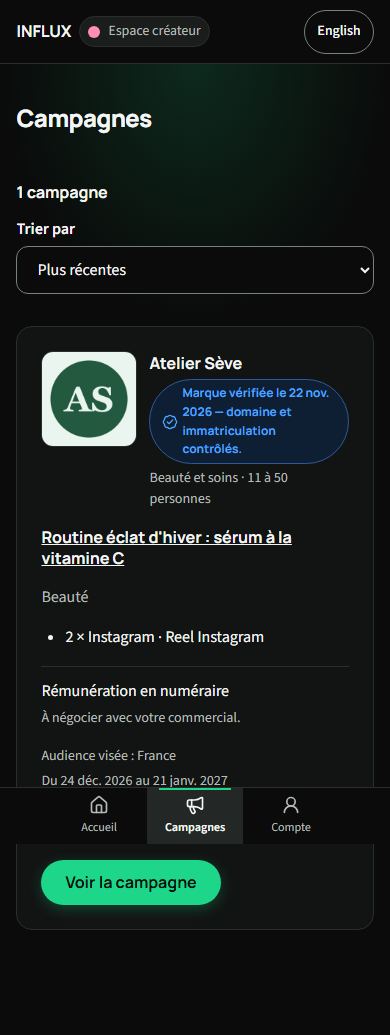 INFLUX
Espace créateur
English
Campagnes
1 campagne
Trier par
Plus récentes
AS
Atelier Sève
Marque vérifiée le 22 nov.
2026 — domaine et
immatriculation
contrôlés.
Beauté et soins · 11 à 50
personnes
Routine éclat d'hiver : sérum à la
vitamine C
Beauté
• 2 × Instagram · Reel Instagram
Rémunération en numéraire
À négocier avec votre commercial.
Audience visée : France
Du 24 déc. 2026 au 21 janv. 2027
Accueil
Campagnes
Compte
Voir la campagne